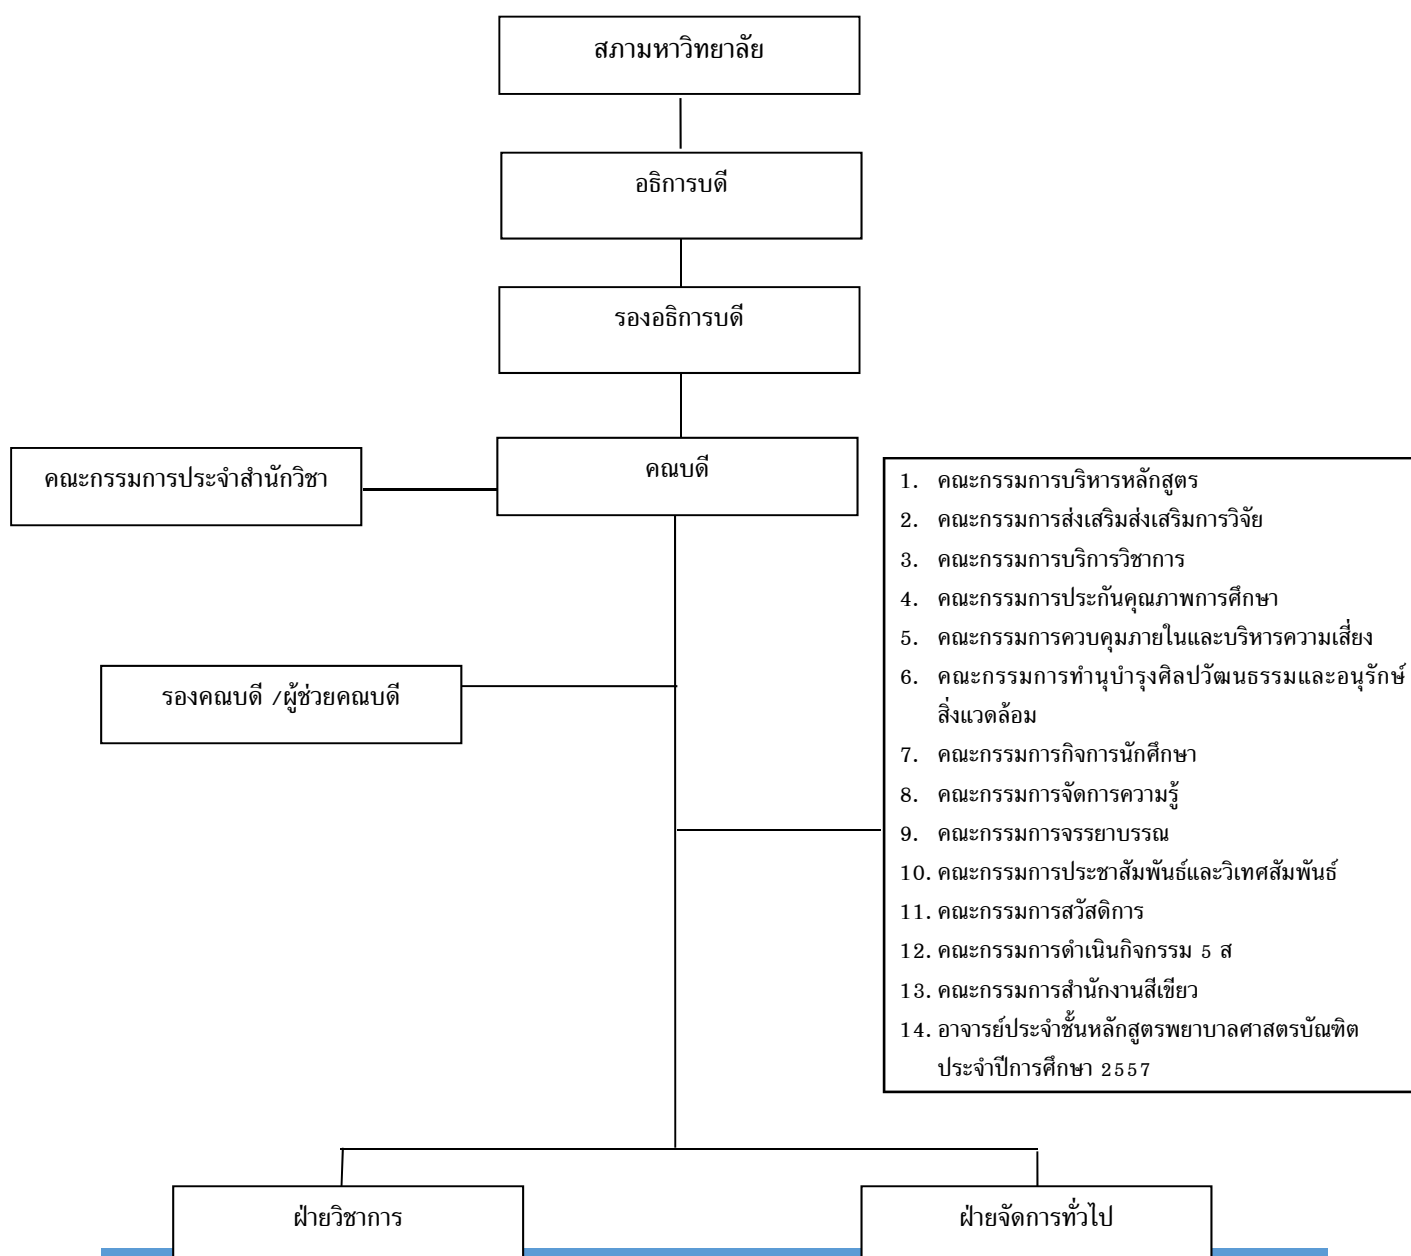 สภามหาวิทยาลัย
อธิการบดี
รองอธิการบดี
คณบดี
คณะกรรมการประจำสำนักวิชา
รองคณบดี /ผู้ช่วยคณบดี
1. คณะกรรมการบริหารหลักสูตร
2. คณะกรรมการส่งเสริมส่งเสริมการวิจัย
3. คณะกรรมการบริการวิชาการ
4. คณะกรรมการประกันคุณภาพการศึกษา
5. คณะกรรมการควบคุมภายในและบริหารความเสี่ยง
6. คณะกรรมการทำนุบำรุงศิลปวัฒนธรรมและอนุรักษ์
สิ่งแวดล้อม
7. คณะกรรมการกิจการนักศึกษา
8. คณะกรรมการจัดการความรู้
9. คณะกรรมการจรรยาบรรณ
10. คณะกรรมการประชาสัมพันธ์และวิเทศสัมพันธ์
11. คณะกรรมการสวัสดิการ
12. คณะกรรมการดำเนินกิจกรรม 5 ส
13. คณะกรรมการสำนักงานสีเขียว
14. อาจารย์ประจำชั้นหลักสูตรพยาบาลศาสตรบัณฑิต
ประจำปีการศึกษา 2557
ฝ่ายวิชาการ
ฝ่ายจัดการทั่วไป